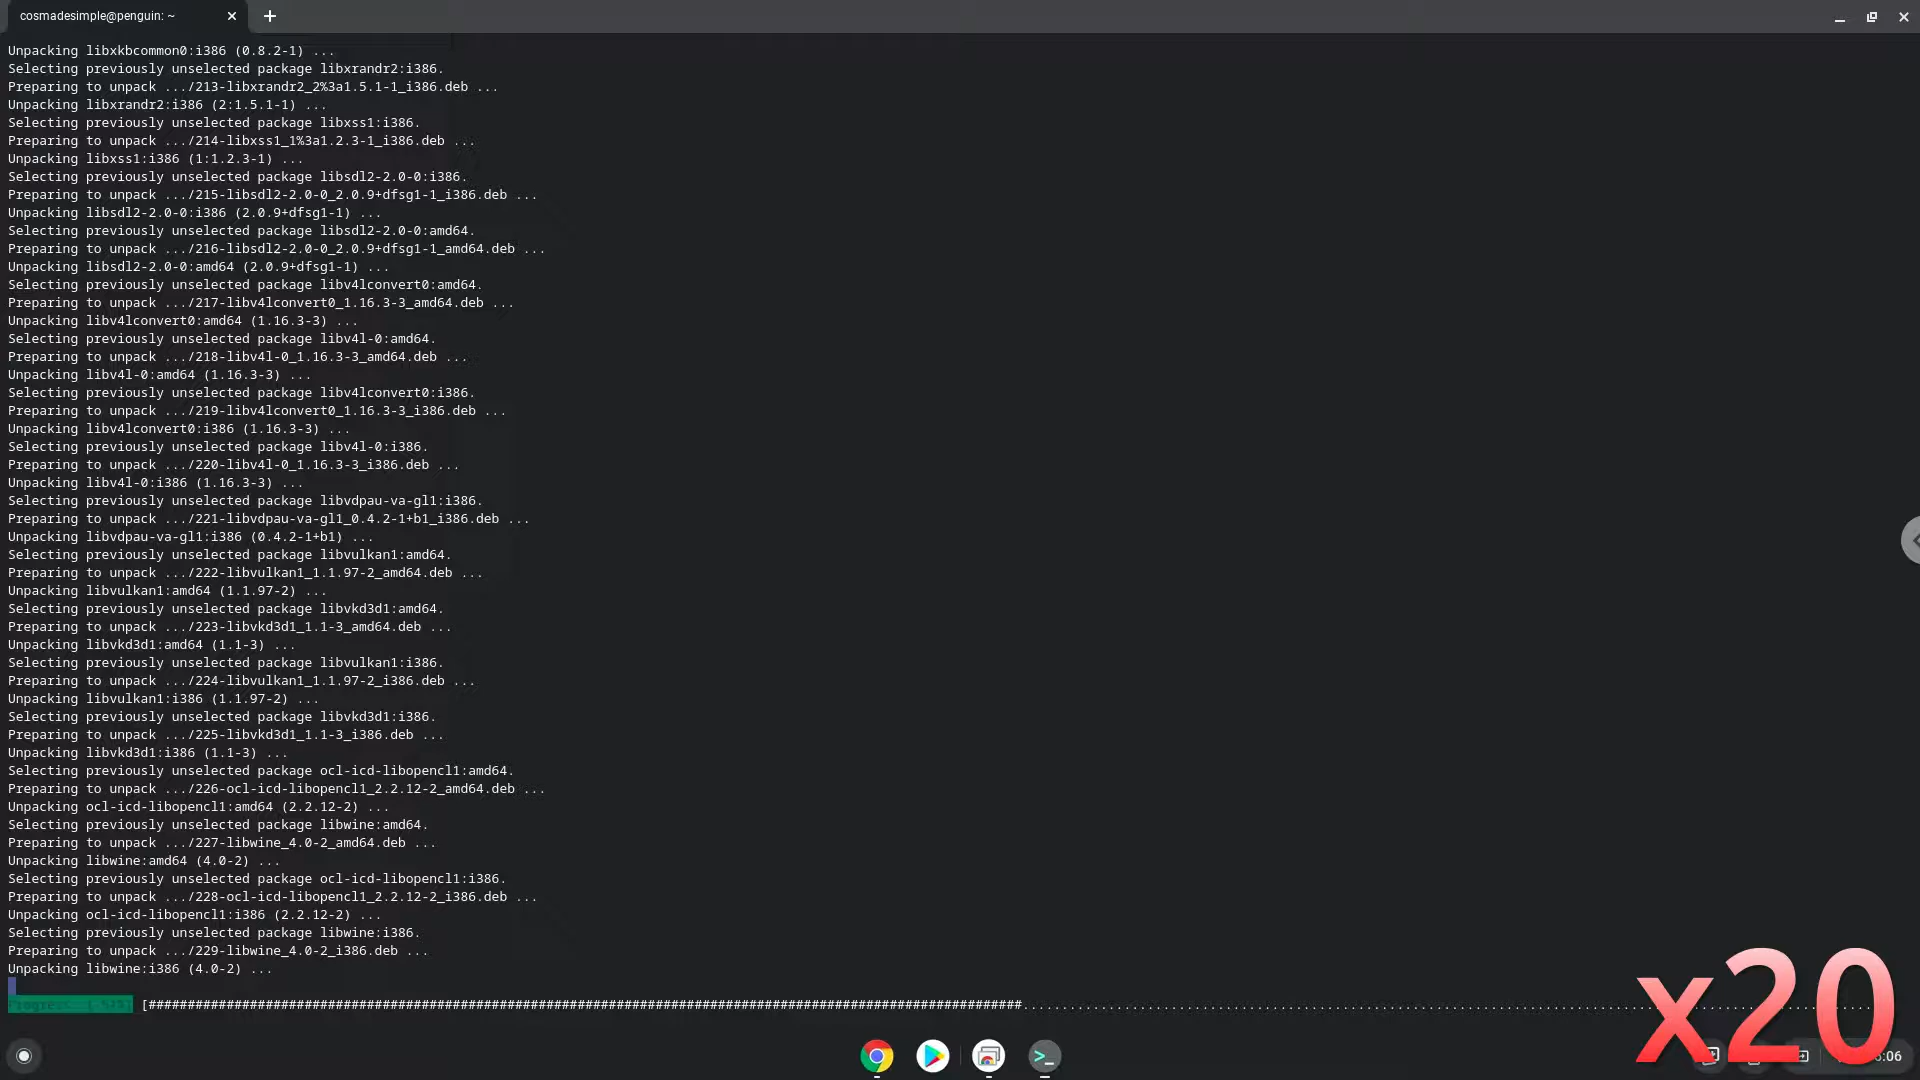 cosmadesimple@penguin: ~
Unpacking libxkbcommon0:i386 (0.8.2-1) ...
Selecting previously unselected package libxrandr2:i386.
Preparing to unpack .../213-libxrandr2_2%3a1.5.1-1_i386.deb ...
Unpacking libxrandr2:i386 (2:1.5.1-1) ...
Selecting previously unselected package libxss1:i386.
Preparing to unpack .../214-libxss1_1%3a1.2.3-1_i386.deb ...
Unpacking libxss1:i386 (1:1.2.3-1) ...
Selecting previously unselected package libsdl2-2.0-0:i386.
Preparing to unpack .../215-libsdl2-2.0-0_2.0.9+dfsg1-1_i386.deb ...
Unpacking libsdl2-2.0-0:i386 (2.0.9+dfsg1-1) ...
Selecting previously unselected package libsdl2-2.0-0:amd64.
Preparing to unpack .../216-libsdl2-2.0-0_2.0.9+dfsg1-1_amd64.deb ...
Unpacking libsdl2-2.0-0:amd64 (2.0.9+dfsg1-1) ...
Selecting previously unselected package libv4lconvert0:amd64.
Preparing to unpack .../217-libv4lconvert0_1.16.3-3_amd64.deb ...
Unpacking libv4lconvert0:amd64 (1.16.3-3) ...
Selecting previously unselected package libv4l-0:amd64.
Preparing to unpack .../218-libv4l-0_1.16.3-3_amd64.deb ...
Unpacking libv4l-0:amd64 (1.16.3-3) ...
Selecting previously unselected package libv4lconvert0:i386.
Preparing to unpack .../219-libv4lconvert0_1.16.3-3_i386.deb ...
Unpacking libv4lconvert0:i386 (1.16.3-3) ...
Selecting previously unselected package libv4l-0:i386.
Preparing to unpack .../220-libv4l-0_1.16.3-3_i386.deb ...
Unpacking libv4l-0:i386 (1.16.3-3) ...
Selecting previously unselected package libvdpau-va-gl1:i386.
Preparing to unpack .../221-libvdpau-va-gl1_0.4.2-1+b1_i386.deb ...
Unpacking libvdpau-va-gl1:i386 (0.4.2-1+b1) ...
Selecting previously unselected package libvulkan1:amd64.
Preparing to unpack .../222-libvulkan1_1.1.97-2_amd64.deb ...
Unpacking libvulkan1:amd64 (1.1.97-2) ...
Selecting previously unselected package libvkd3d1:amd64.
Preparing to unpack .../223-libvkd3d1_1.1-3_amd64.deb ...
Unpacking libvkd3d1:amd64 (1.1-3) ...
Selecting previously unselected package libvulkan1:i386.
Preparing to unpack .../224-libvulkan1_1.1.97-2_i386.deb ...
Unpacking libvulkan1:i386 (1.1.97-2) ...
Selecting previously unselected package libvkd3d1:i386.
Preparing to unpack .../225-libvkd3d1_1.1-3_i386.deb ...
Unpacking libvkd3d1:i386 (1.1-3) ...
Selecting previously unselected package ocl-icd-libopencl1:amd64.
Preparing to unpack .../226-ocl-icd-libopencl1_2.2.12-2_amd64.deb ...
Unpacking ocl-icd-libopencl1:amd64 (2.2.12-2) ...
Selecting previously unselected package libwine:amd64.
Preparing to unpack .../227-libwine_4.0-2_amd64.deb ...
Unpacking libwine:amd64 (4.0-2) ...
Selecting previously unselected package ocl-icd-libopencl1:i386.
Preparing to unpack .../228-ocl-icd-libopencl1_2.2.12-2_i386.deb ...
Unpacking ocl-icd-libopencl1:i386 (2.2.12-2) ...
Selecting previously unselected package libwine:i386.
Preparing to unpack .../229-libwine_4.0-2_i386.deb ...
Unpacking libwine:i386 (4.0-2) ...
x20